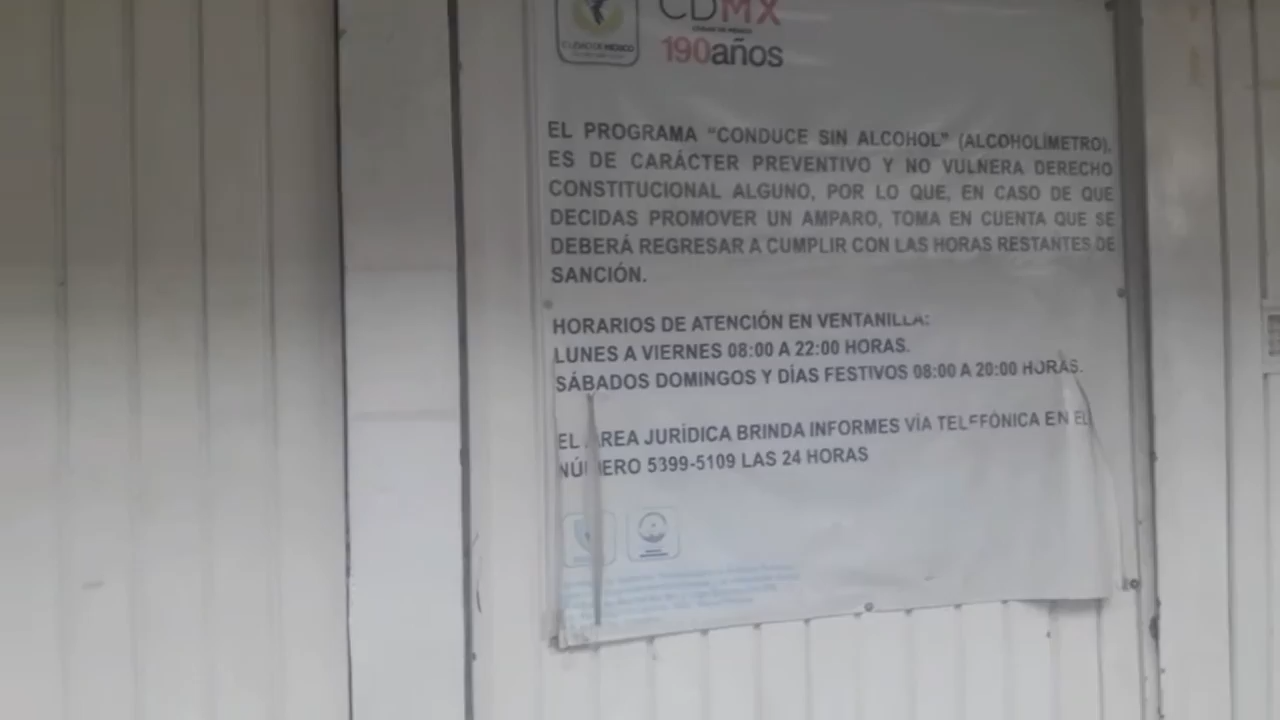 CDMX
CIUDAD DE MÉXICO
190años
CIUDAD DE MÉXICO
EL PROGRAMA “CONDUCE SIN ALCOHOL” (ALCOHOLÍMETRO),
ES DE CARÁCTER PREVENTIVO Y NO VULNERA DERECHO
CONSTITUCIONAL ALGUNO, POR LO QUE, EN CASO DE QUE
DECIDAS PROMOVER UN AMPARO, TOMA EN CUENTA QUE SE
DEBERÁ REGRESAR A CUMPLIR CON LAS HORAS RESTANTES DE
SANCIÓN.
HORARIOS DE ATENCIÓN EN VENTANILLA:
LUNES A VIERNES 08:00 A 22:00 HORAS.
SÁBADOS DOMINGOS Y DÍAS FESTIVOS 08:00 A 20:00 HORAS.
EL ÁREA JURÍDICA BRINDA INFORMES VÍA TELEFÓNICA EN EL
NÚMERO 5399-5109 LAS 24 HORAS